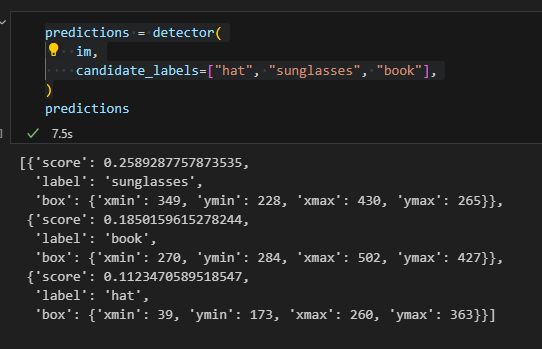 predictions = detector(
im,
candidate_labels=["hat", "sunglasses", "book"],
)
predictions
7.5s
[{'score': 0.2589287757873535,
'label': 'sunglasses',
'box': {'xmin': 349, 'ymin': 228, 'xmax': 430, 'ymax': 265}},
{'score': 0.1850159615278244,
'label': 'book',
'box': {'xmin': 270, 'ymin': 284, 'xmax': 502, 'ymax': 427}},
{'score': 0.1123470589518547,
'label': 'hat',
'box': {'xmin': 39, 'ymin': 173, 'xmax': 260, 'ymax': 363}}]